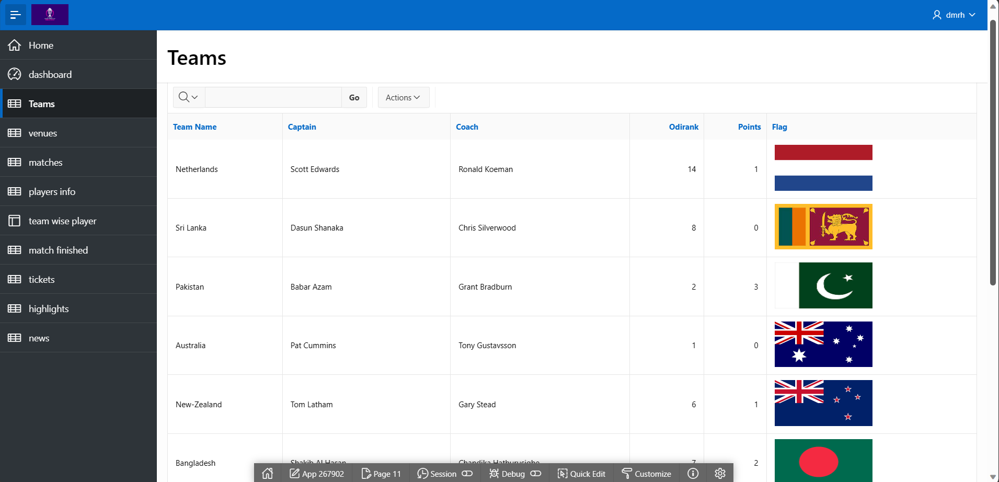 dmrh
Home
dashboard
Teams
venues
matches
players info
team wise player
match finished
tickets
highlights
news
Teams
Go
Actions
Team Name Captain Coach Odirank Points Flag
Netherlands Scott Edwards Ronald Koeman 14 1
Sri Lanka Dasun Shanaka Chris Silverwood 8 0
Pakistan Babar Azam Grant Bradburn 2 3
Australia Pat Cummins Tony Gustavsson 1 0
New-Zealand Tom Latham Gary Stead 6 1
Bangladesh Shakib Al Hasan Chandika Hathurusighe 7 2
App 267902 Page 11 Session Debug Quick Edit Customize